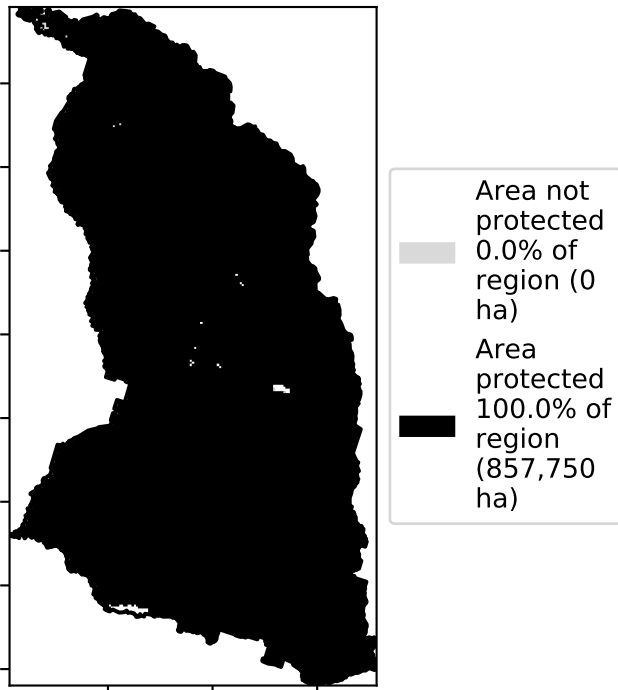 Area not
protected
0.0% of
region (0
ha)
Area
protected
100.0% of
region
(857,750
ha)